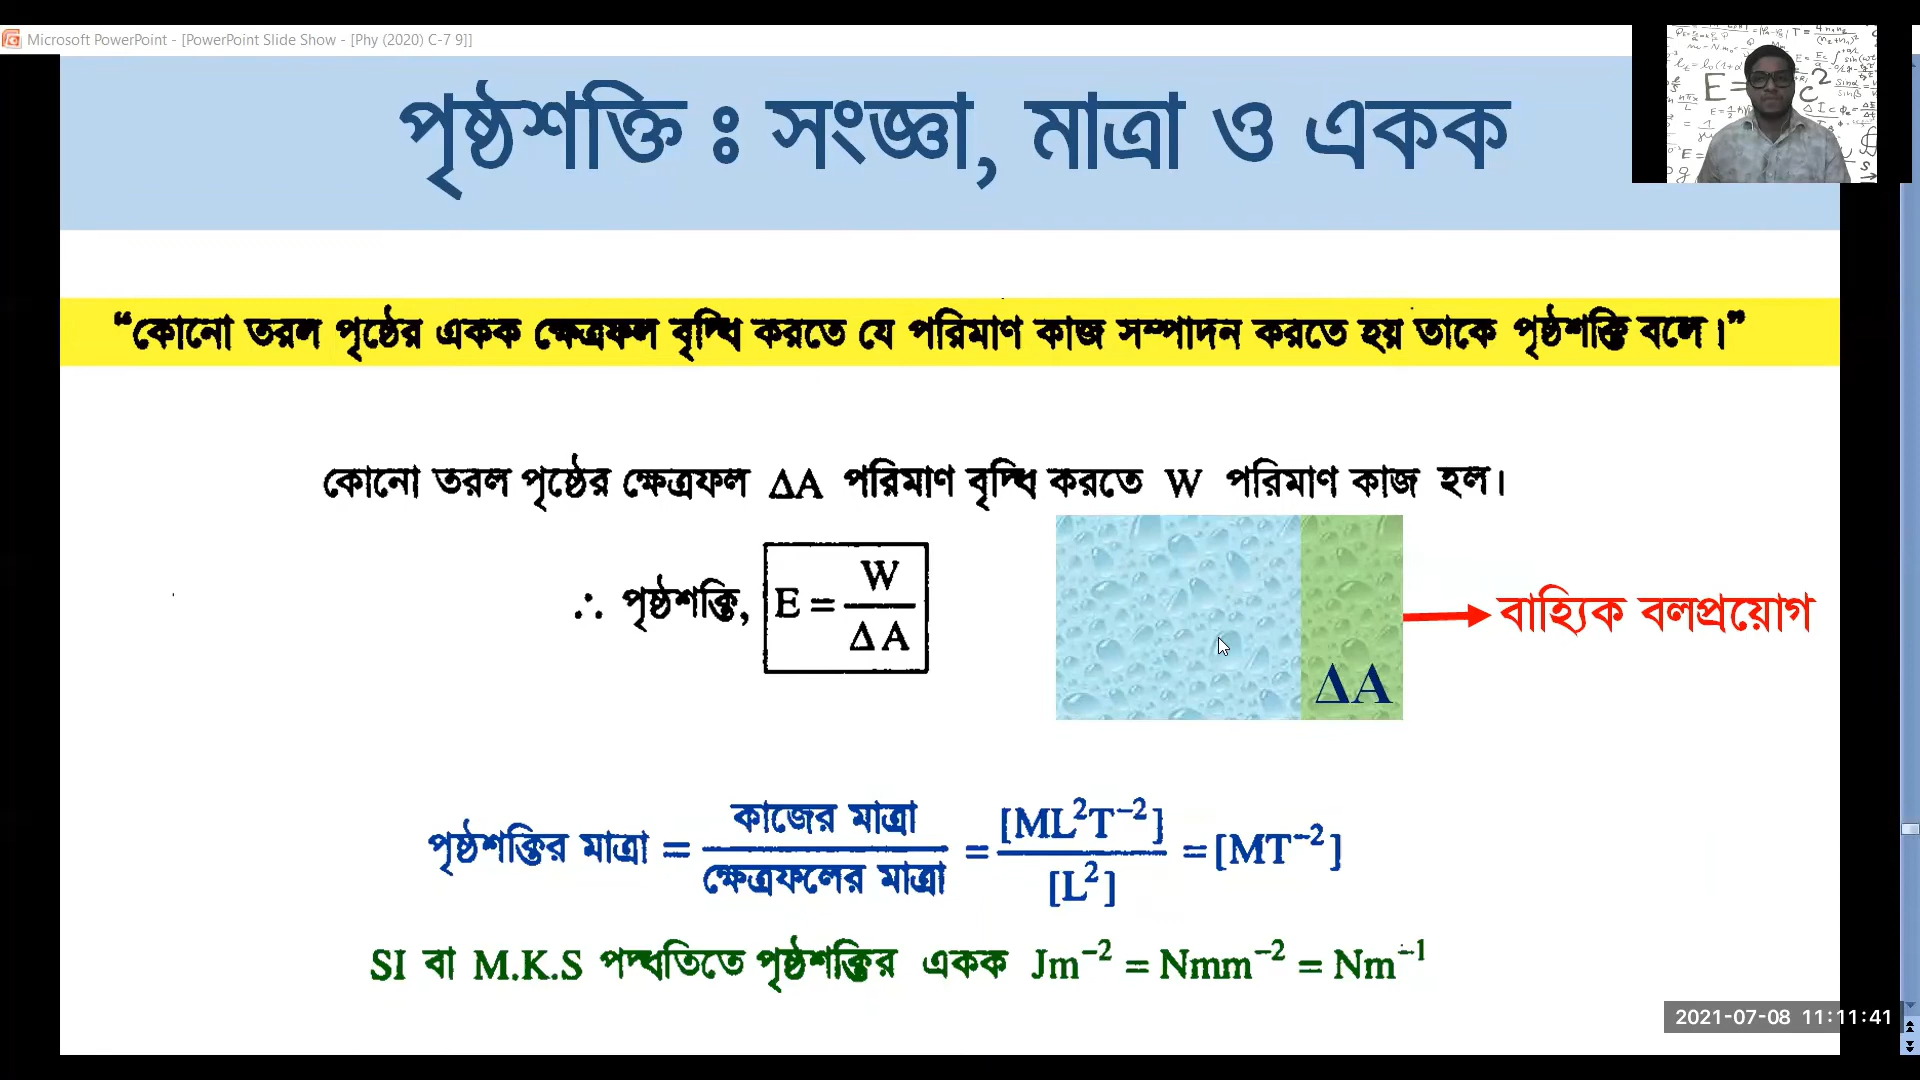 Microsoft PowerPoint - [PowerPoint Slide Show - [Phy (2020) C-7 9]]
পৃষ্ঠশক্তি ঃ সংজ্ঞা, মাত্রা ও একক
“কোনো তরল পৃষ্ঠের একক ক্ষেত্রফল বৃদ্ধি করতে যে পরিমাণ কাজ সম্পাদন করতে হয় তাকে পৃষ্ঠশক্তি বলে।”
কোনো তরল পৃষ্ঠের ক্ষেত্রফল ΔA পরিমাণ বৃদ্ধি করতে W পরিমাণ কাজ হল।
∴ পৃষ্ঠশক্তি, E = W / ΔA
বাহ্যিক বলপ্রয়োগ
ΔA
পৃষ্ঠশক্তির মাত্রা = কাজের মাত্রা / ক্ষেত্রফলের মাত্রা = [ML²T⁻²] / [L²] = [MT⁻²]
SI বা M.K.S পদ্ধতিতে পৃষ্ঠশক্তির একক Jm⁻² = Nmm⁻² = Nm⁻¹
2021-07-08 11:11:41